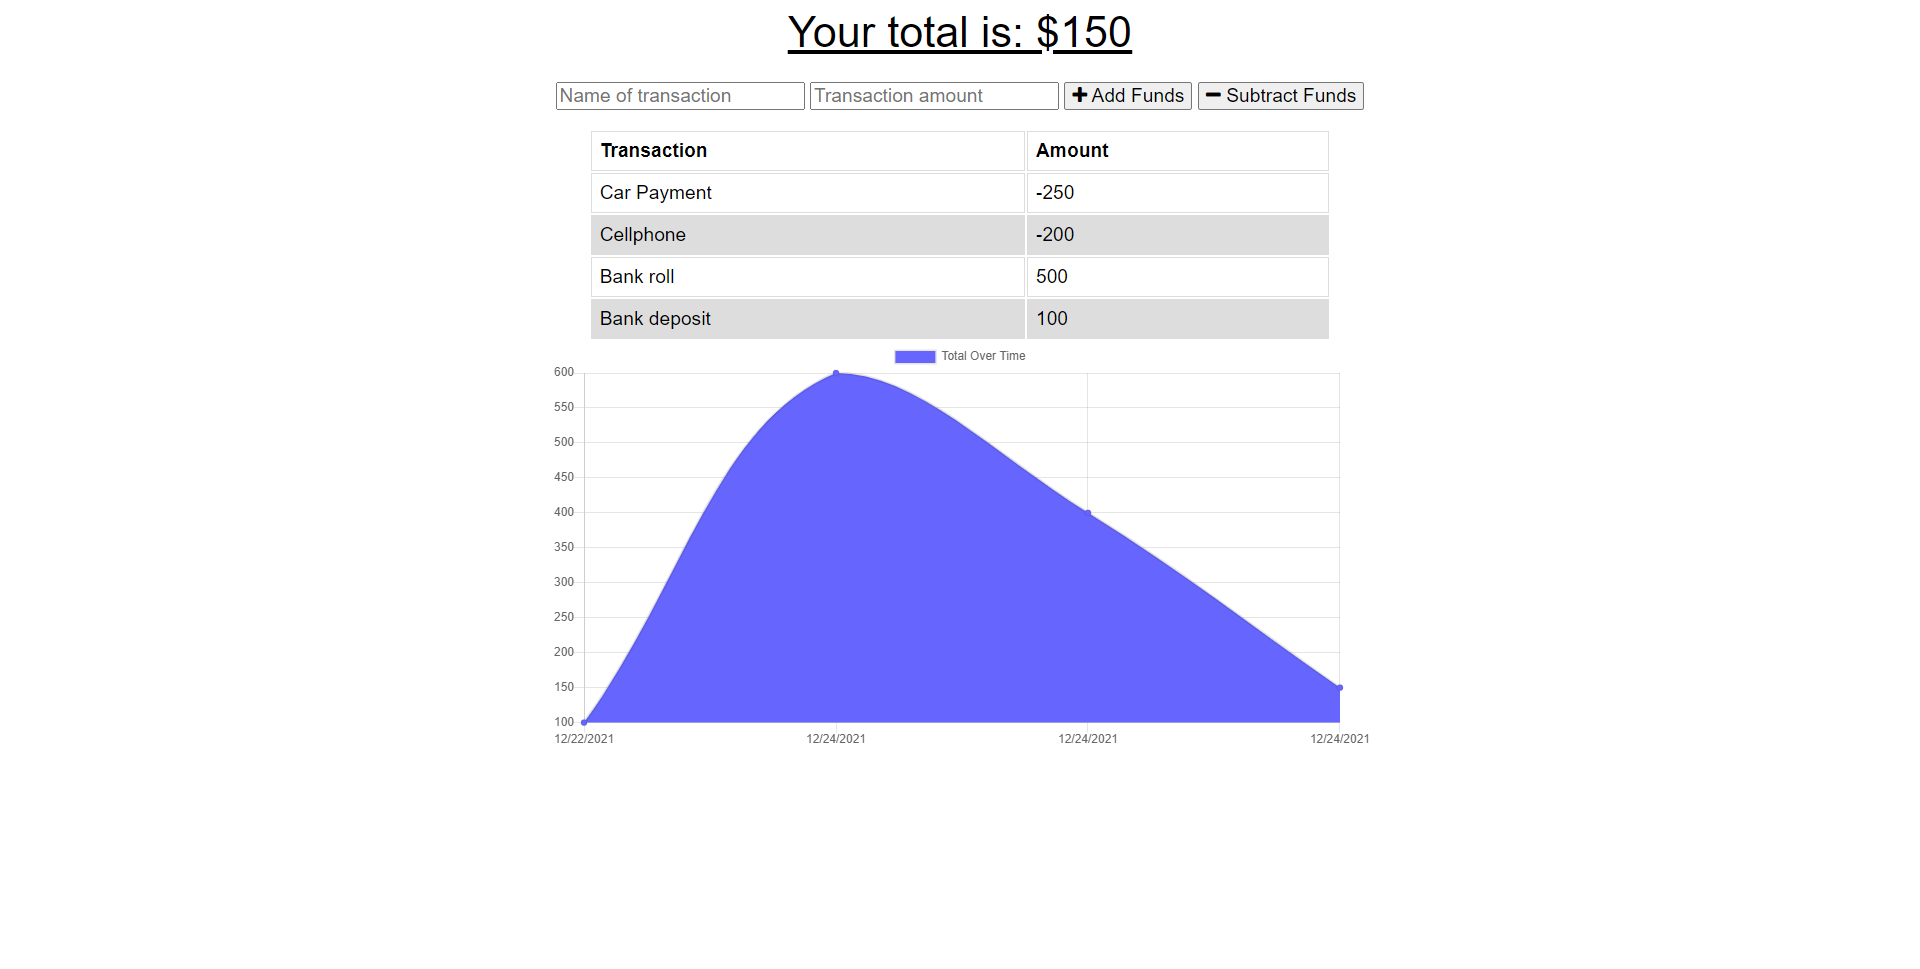 Your total is: $150
Name of transaction Transaction amount Add Funds Subtract Funds
Transaction Amount
Car Payment -250
Cellphone -200
Bank roll 500
Bank deposit 100
Total Over Time
600
550
500
450
400
350
300
250
200
150
100
12/22/2021 12/24/2021 12/24/2021 12/24/2021